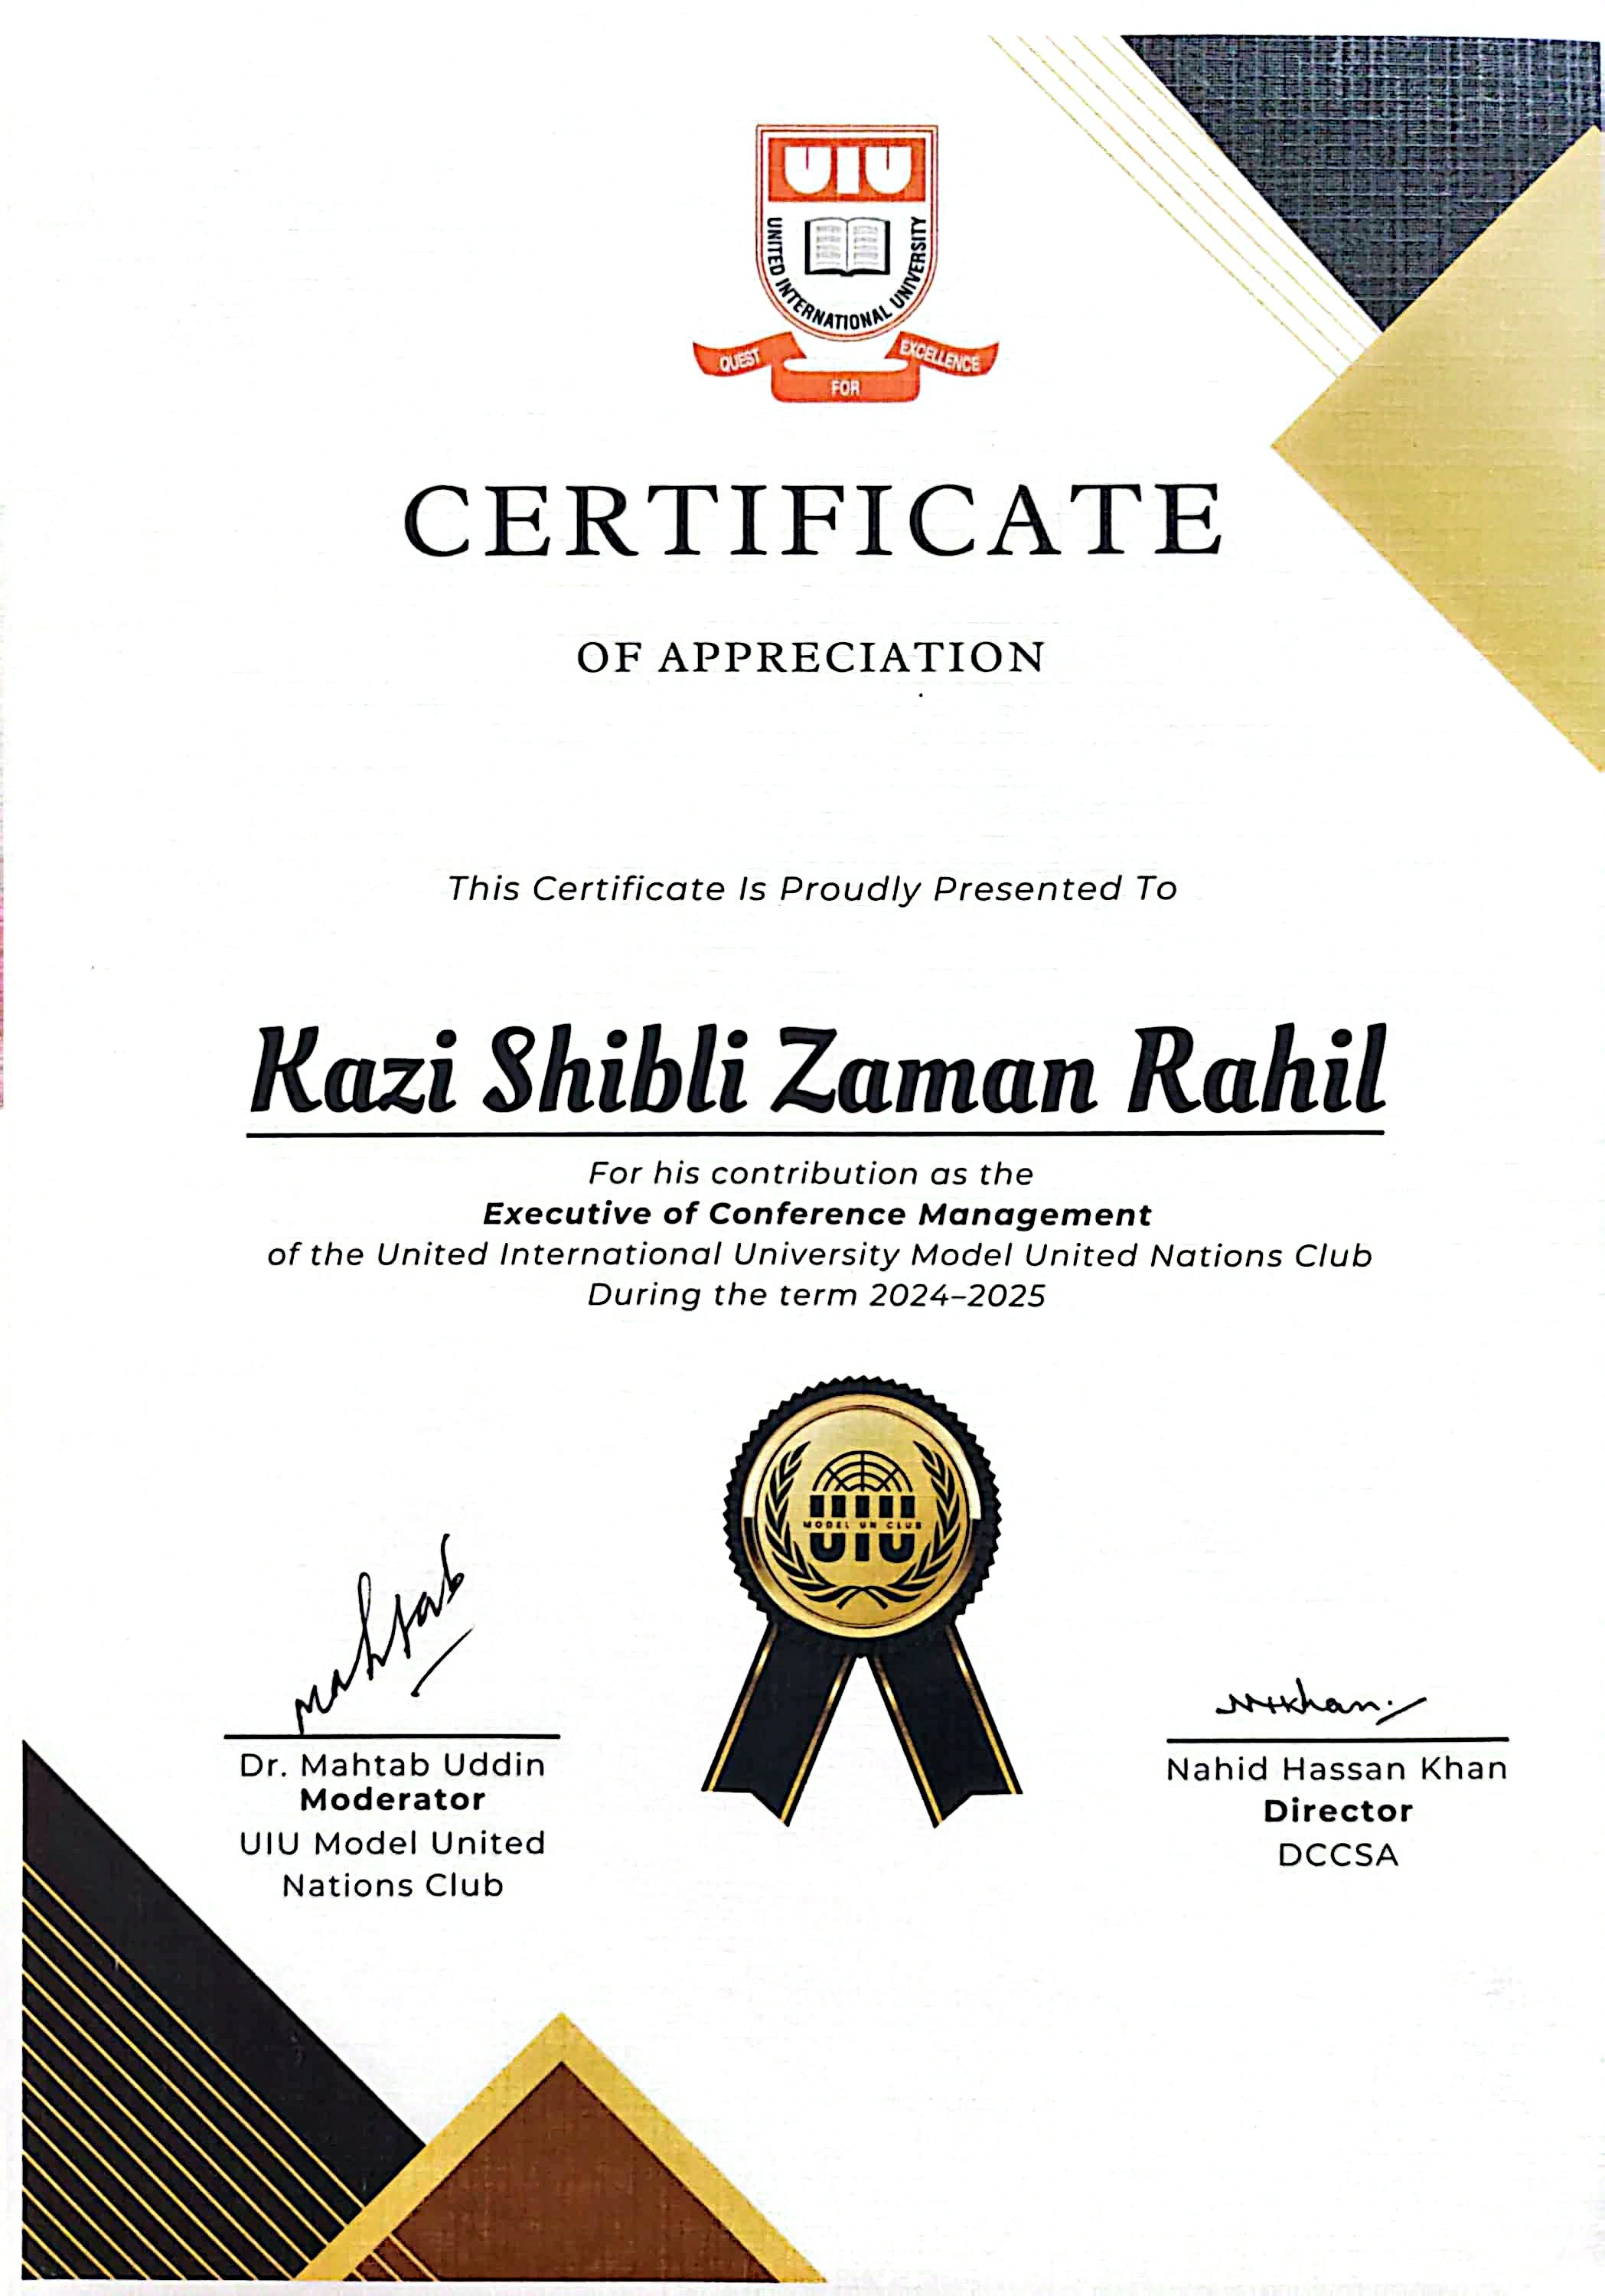 UIU
UNITED INTERNATIONAL UNIVERSITY
QUEST FOR EXCELLENCE
CERTIFICATE
OF APPRECIATION
This Certificate Is Proudly Presented To
Kazi Shibli Zaman Rahil
For his contribution as the
Executive of Conference Management
of the United International University Model United Nations Club
During the term 2024–2025
MODEL UN CLUB
UIU
mahtab
Dr. Mahtab Uddin
Moderator
UIU Model United
Nations Club
NHKhan
Nahid Hassan Khan
Director
DCCSA